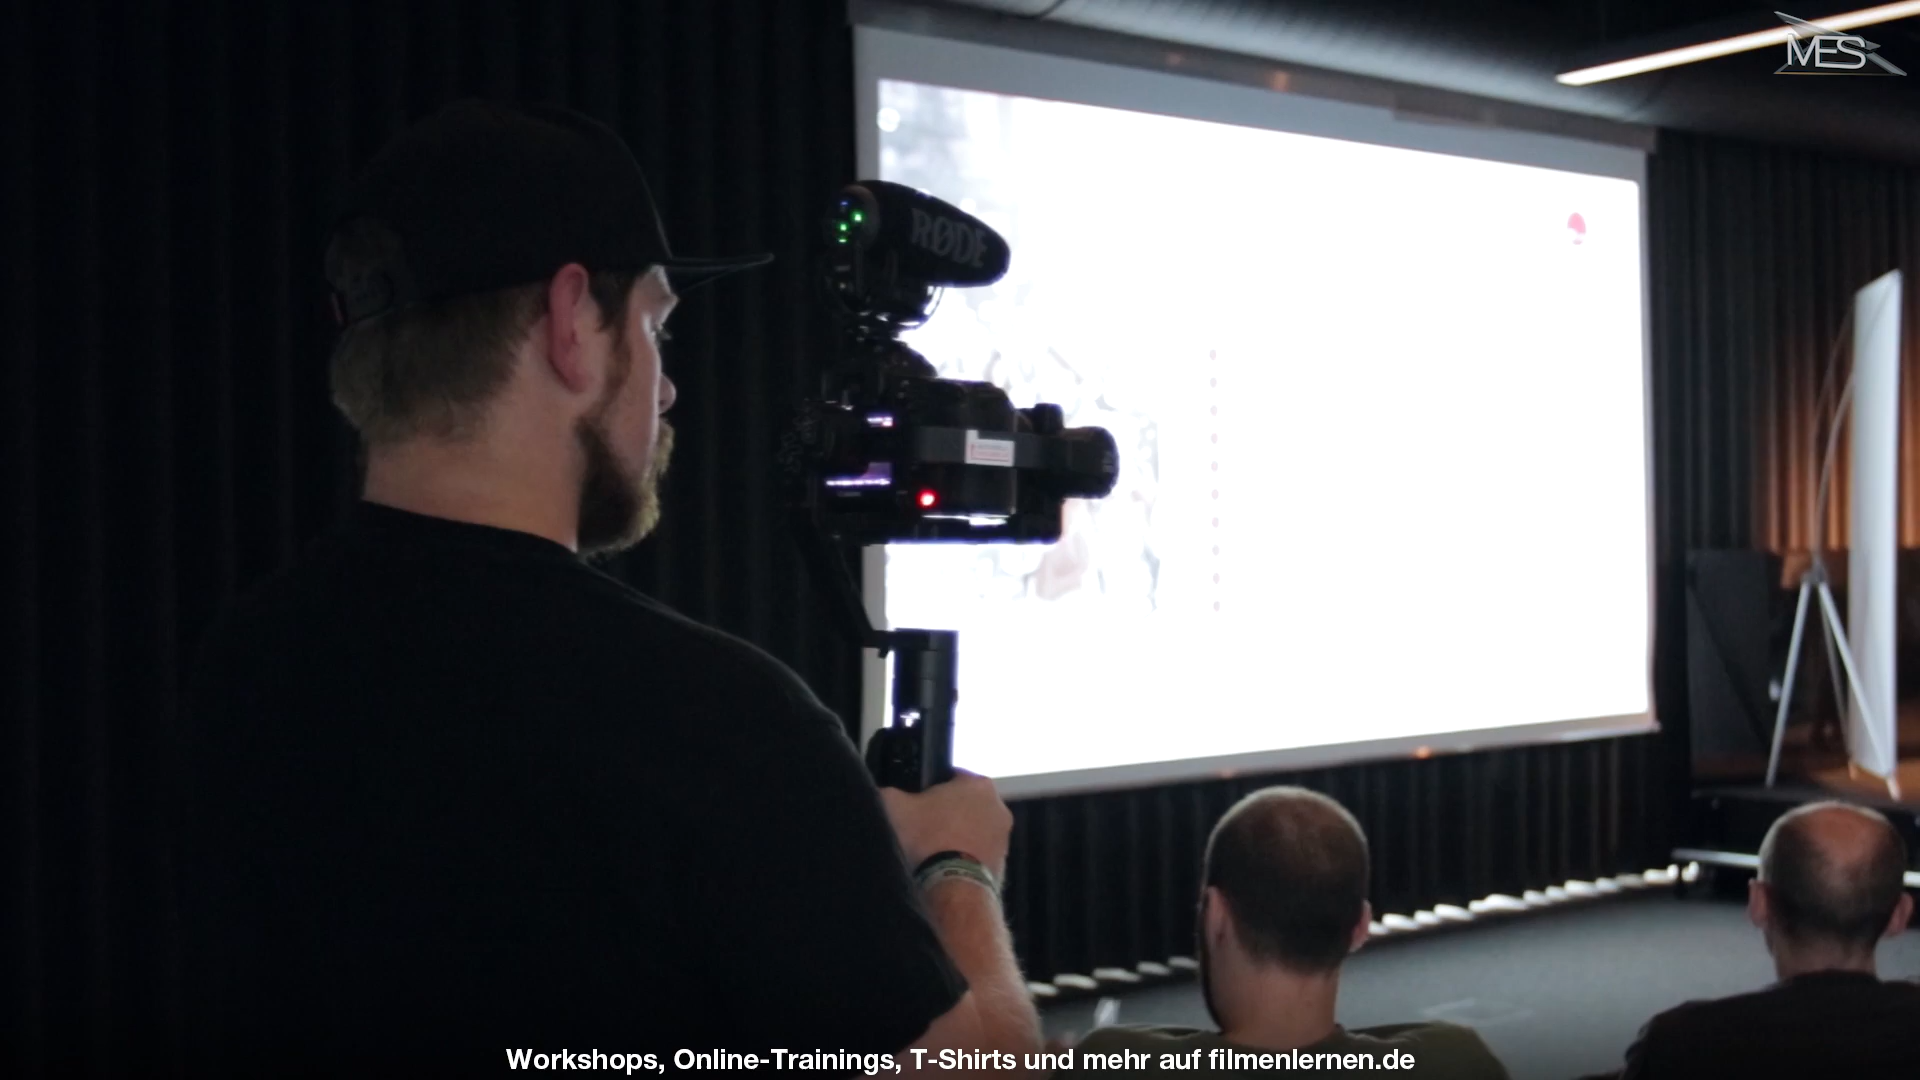 MES
RØDE
Workshops, Online-Trainings, T-Shirts und mehr auf filmenlernen.de